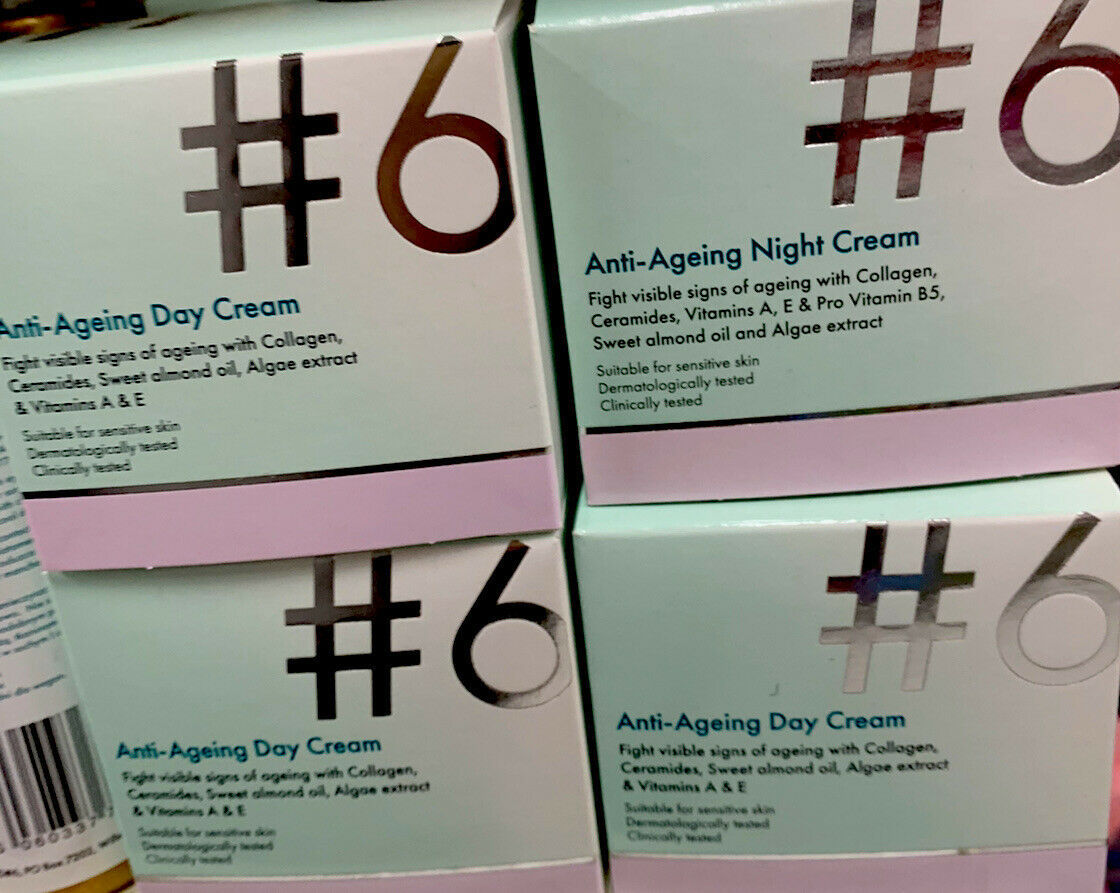 #6
Anti-Ageing Day Cream
Fight visible signs of ageing with Collagen,
Ceramides, Sweet almond oil, Algae extract
& Vitamins A & E
Suitable for sensitive skin
Dermatologically tested
Clinically tested
#6
Anti-Ageing Night Cream
Fight visible signs of ageing with Collagen,
Ceramides, Vitamins A, E & Pro Vitamin B5,
Sweet almond oil and Algae extract
Suitable for sensitive skin
Dermatologically tested
Clinically tested
#6
Anti-Ageing Day Cream
Fight visible signs of ageing with Collagen,
Ceramides, Sweet almond oil, Algae extract
& Vitamins A & E
Suitable for sensitive skin
Dermatologically tested
Clinically tested
#6
Anti-Ageing Day Cream
Fight visible signs of ageing with Collagen,
Ceramides, Sweet almond oil, Algae extract
& Vitamins A & E
Suitable for sensitive skin
Dermatologically tested
Clinically tested
PO Box 7202,